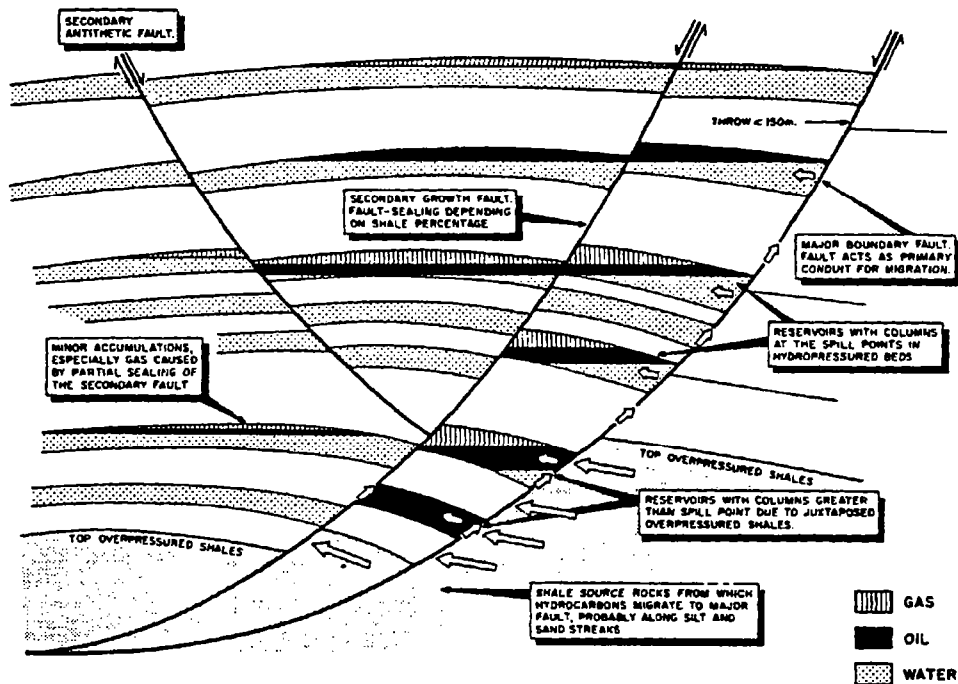 SECONDARY
ANTITHETIC FAULT.
THROW < 150m.
SECONDARY GROWTH FAULT.
FAULT-SEALING DEPENDING
ON SHALE PERCENTAGE
MAJOR BOUNDARY FAULT.
FAULT ACTS AS PRIMARY
CONDUIT FOR MIGRATION.
RESERVOIRS WITH COLUMNS
AT THE SPILL POINTS IN
HYDROPRESSURED BEDS
MINOR ACCUMULATIONS,
ESPECIALLY GAS CAUSED
BY PARTIAL SEALING OF
THE SECONDARY FAULT
TOP OVERPRESSURED SHALES
RESERVOIRS WITH COLUMNS GREATER
THAN SPILL POINT DUE TO JUXTAPOSED
OVERPRESSURED SHALES.
TOP OVERPRESSURED SHALES
SHALE SOURCE ROCKS FROM WHICH
HYDROCARBONS MIGRATE TO MAJOR
FAULT, PROBABLY ALONG SILT AND
SAND STREAKS
GAS
OIL
WATER